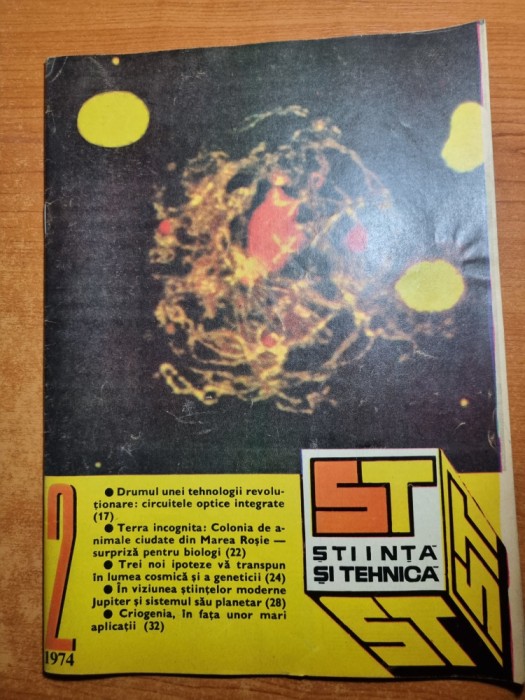 ● Drumul unei tehnologii revolu-
ționare: circuitele optice integrate
(17)
● Terra incognita: Colonia de a-
nimale ciudate din Marea Roșie —
surpriză pentru biologi (22)
● Trei noi ipoteze vă transpun
în lumea cosmică și a geneticii (24)
● În viziunea științelor moderne
Jupiter și sistemul său planetar (28)
● Criogenia, în fața unor mari
aplicații (32)
2
1974
ST
ȘTIINȚĂ
ȘI TEHNICĂ
ST
ST